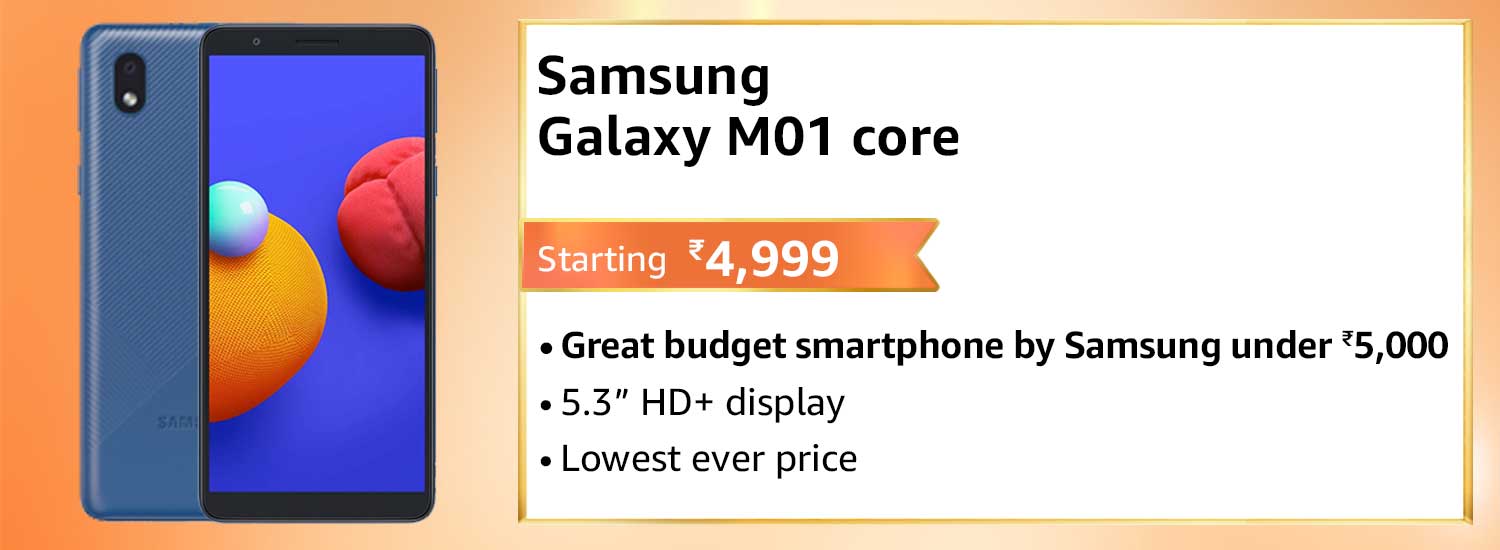 Samsung
Galaxy M01 core
Starting ₹4,999
• Great budget smartphone by Samsung under ₹5,000
• 5.3” HD+ display
• Lowest ever price